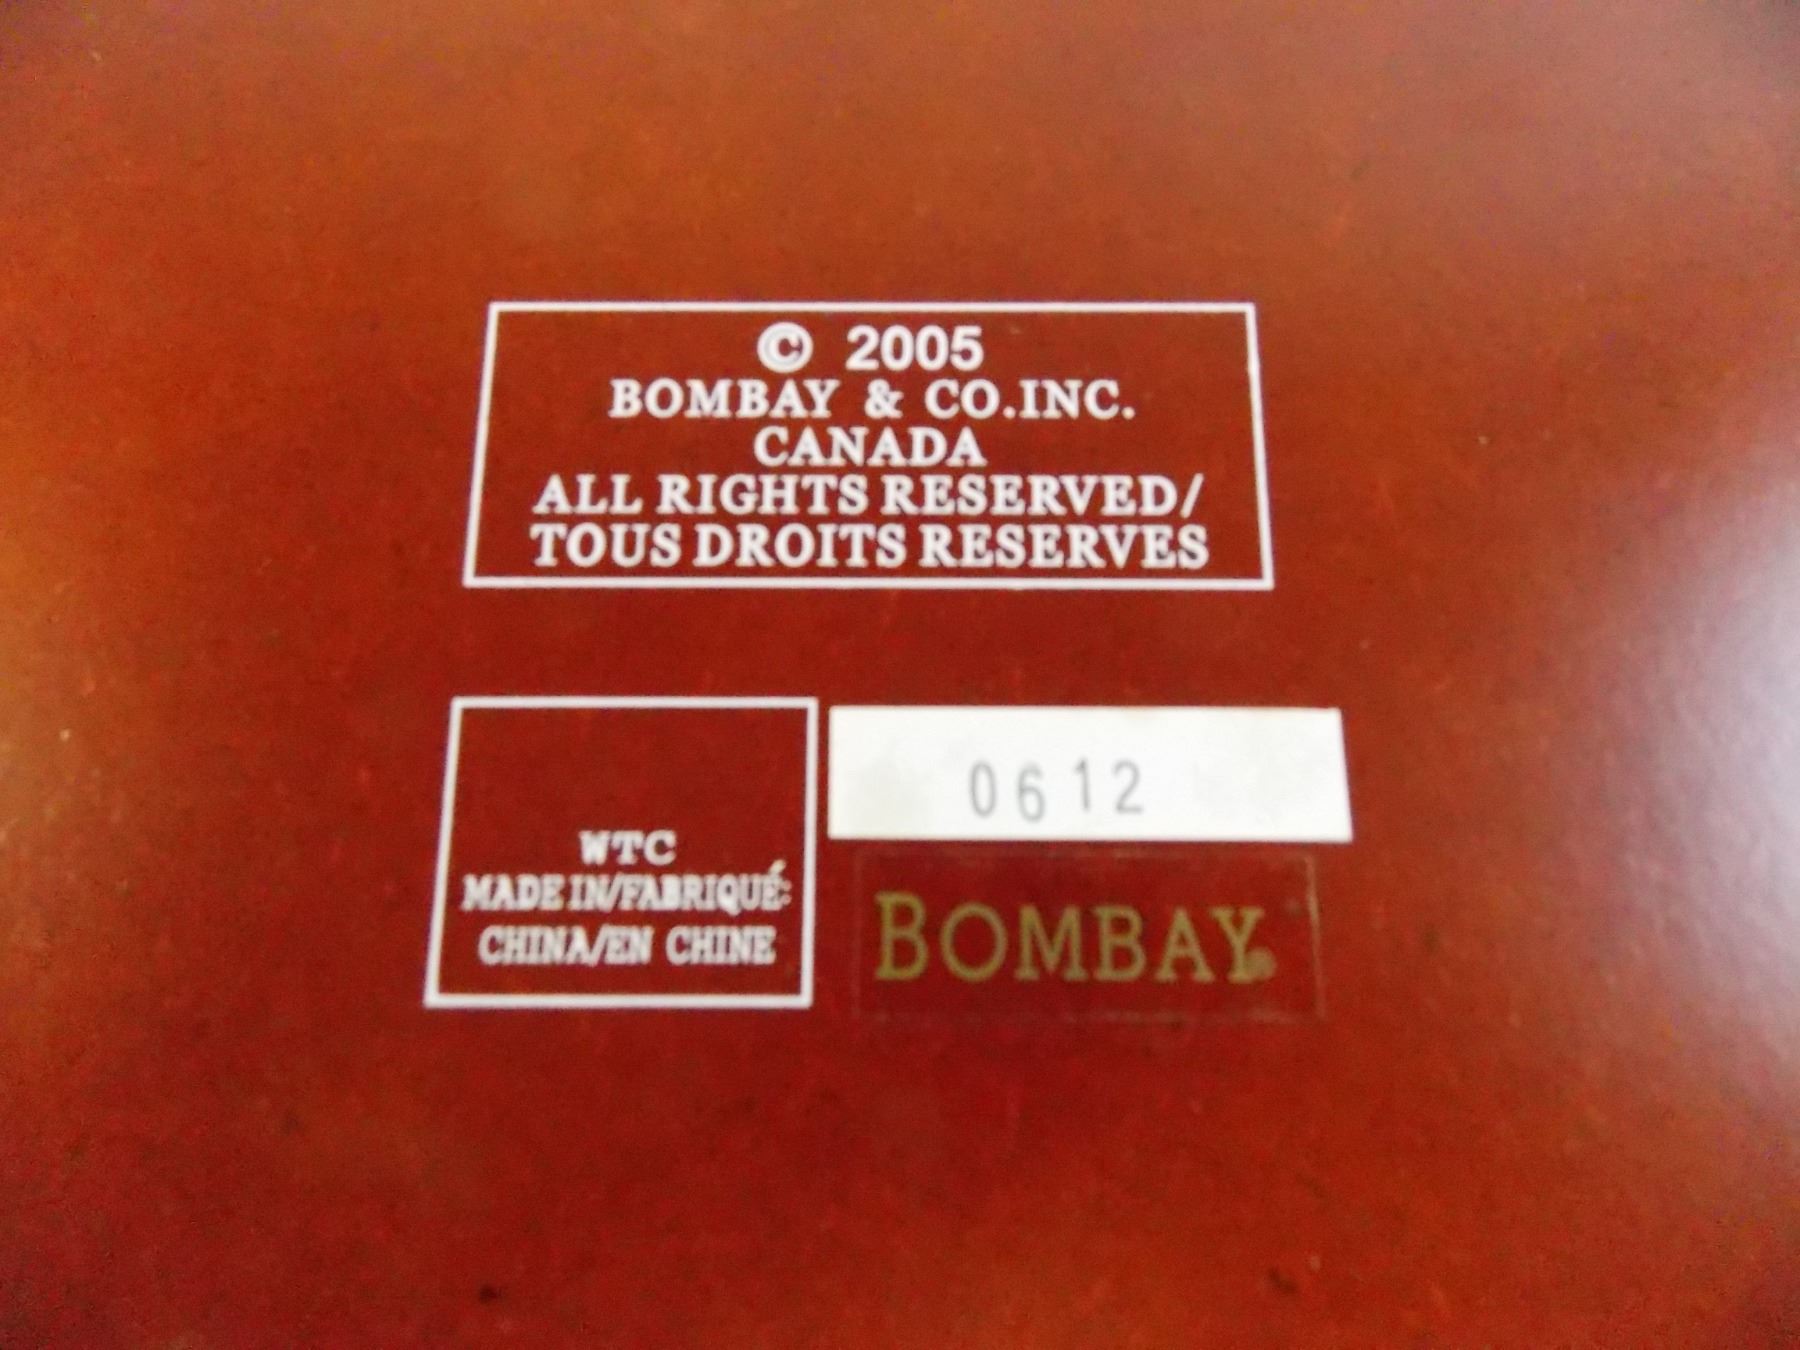 © 2005
BOMBAY & CO.INC.
CANADA
ALL RIGHTS RESERVED/
TOUS DROITS RESERVES
WTC
MADE IN/FABRIQUÉ:
CHINA/EN CHINE
0612
BOMBAY®